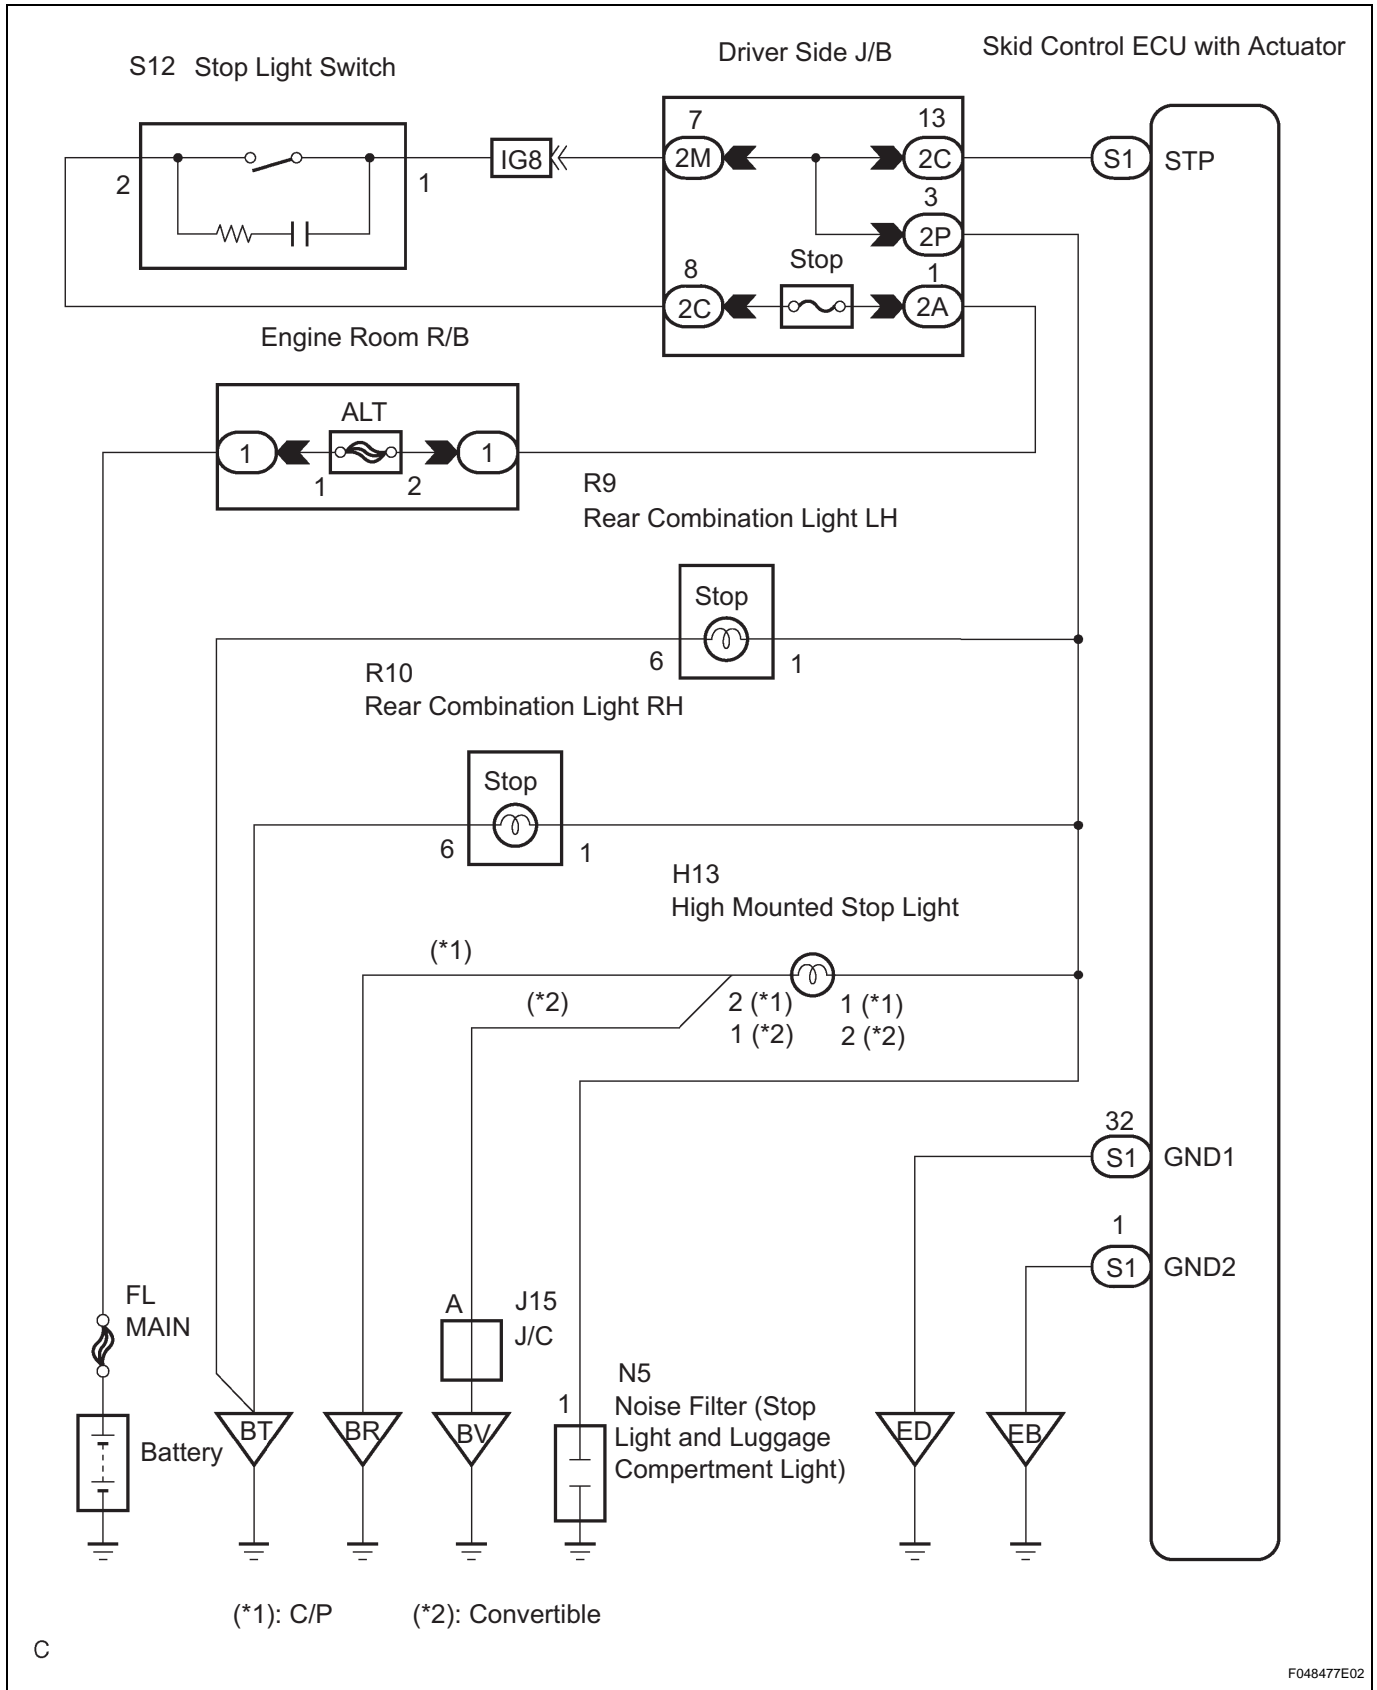 Driver Side J/B
Skid Control ECU with Actuator
S12 Stop Light Switch
7
13
2
1
IG8
2M
2C
S1
STP
3
2P
8
Stop
1
2C
2A
Engine Room R/B
ALT
1
1
1
2
R9
Rear Combination Light LH
Stop
6
1
R10
Rear Combination Light RH
Stop
6
1
H13
High Mounted Stop Light
(*1)
(*2)
2 (*1)
1 (*1)
1 (*2)
2 (*2)
32
S1
GND1
1
S1
GND2
FL
MAIN
A
J15
J/C
N5
1
Noise Filter (Stop
Light and Luggage
Compertment Light)
Battery
BT
BR
BV
ED
EB
(*1): C/P
(*2): Convertible
C
F048477E02